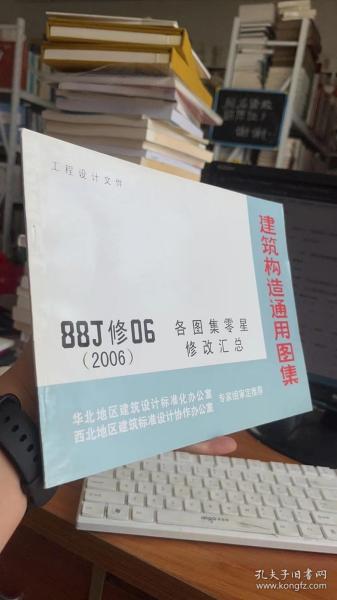 工程设计文件
建筑构造通用图集
88J修06
(2006)
各图集零星
修改汇总
华北地区建筑设计标准化办公室
西北地区建筑标准设计协作办公室
专家组审定推荐
孔夫子旧书网
kongfz.com